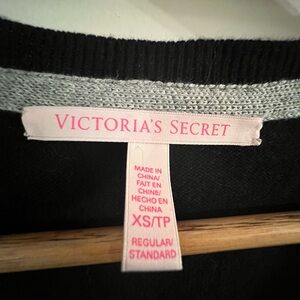 VICTORIA'S SECRET
MADE IN
CHINA/
FAIT EN
CHINE/
HECHO EN
CHINA
XS/TP
REGULAR/
STANDARD